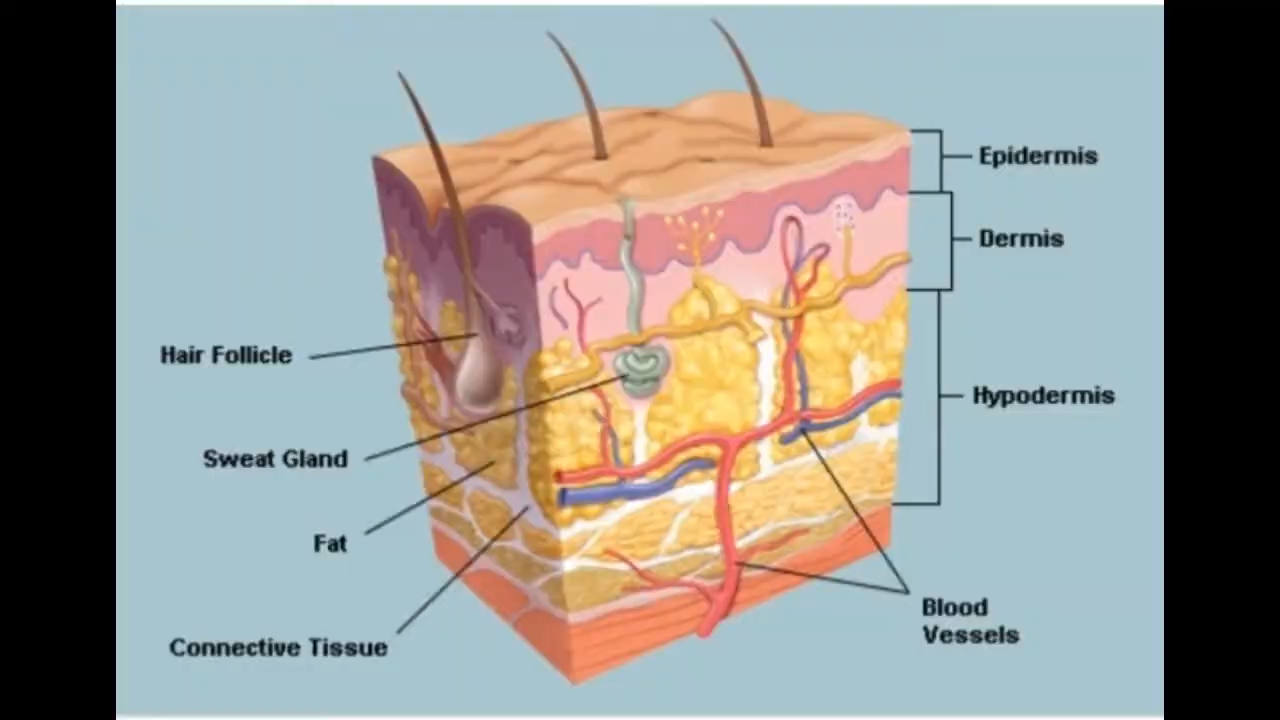 Epidermis
Dermis
Hair Follicle
Hypodermis
Sweat Gland
Fat
Blood
Vessels
Connective Tissue